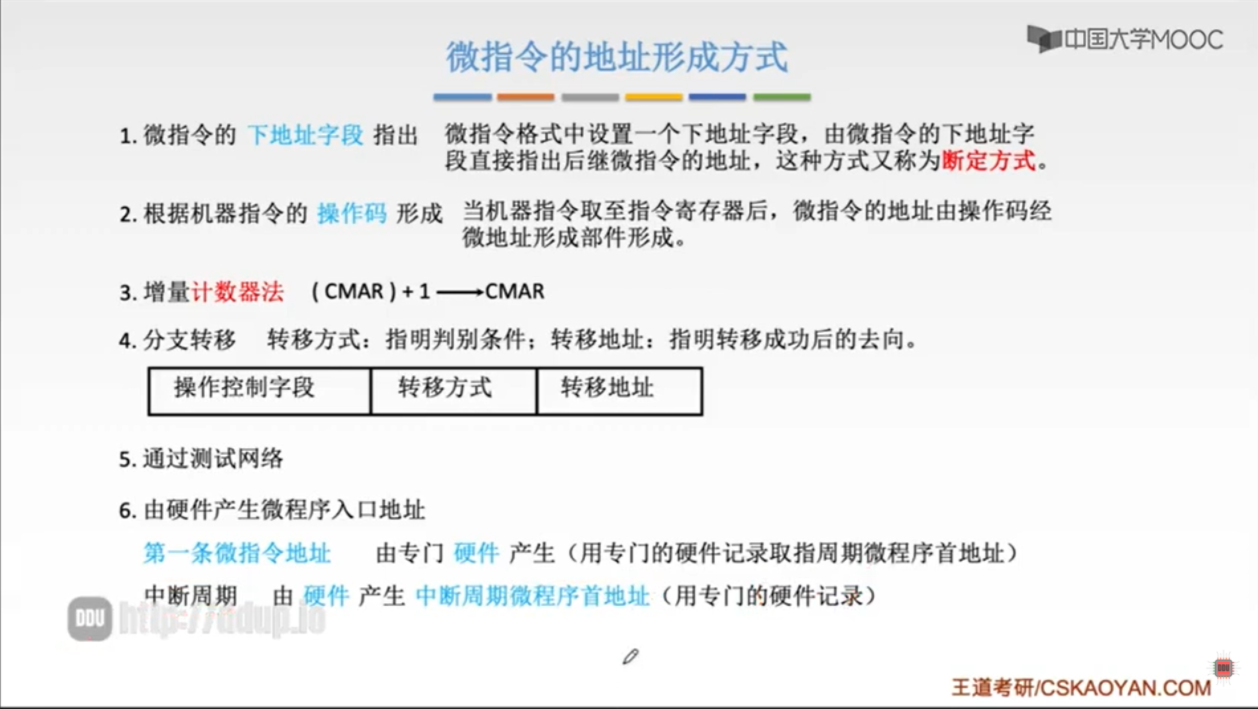 中国大学MOOC
微指令的地址形成方式
1. 微指令的 下地址字段 指出 微指令格式中设置一个下地址字段，由微指令的下地址字
段直接指出后继微指令的地址，这种方式又称为断定方式。
2. 根据机器指令的 操作码 形成 当机器指令取至指令寄存器后，微指令的地址由操作码经
微地址形成部件形成。
3. 增量计数器法 ( CMAR ) + 1 ⟶CMAR
4. 分支转移 转移方式：指明判别条件；转移地址：指明转移成功后的去向。
操作控制字段 转移方式 转移地址
5. 通过测试网络
6. 由硬件产生微程序入口地址
第一条微指令地址 由专门 硬件 产生（用专门的硬件记录取指周期微程序首地址）
中断周期 由 硬件 产生 中断周期微程序首地址（用专门的硬件记录）
DDU http://ddup.io
王道考研/CSKAOYAN.COM